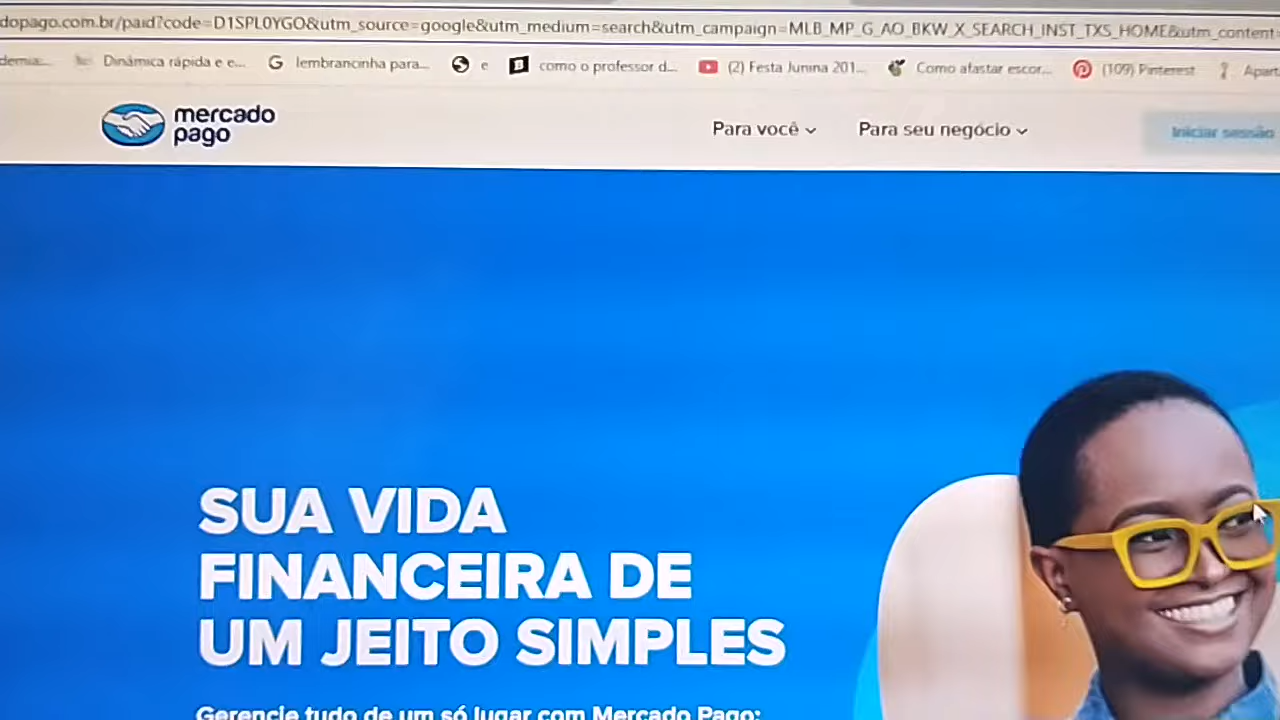 dopago.com.br/paid?code=D1SPL0YGO&utm_source=google&utm_medium=search&utm_campaign=MLB_MP_G_AO_BKW_X_SEARCH_INST_TXS_HOME&utm_content=
demia... Dinâmica rápida e e... lembrancinha para... e como o professor d... (2) Festa Junina 201... Como afastar escor... (109) Pinterest Apart
mercado
pago
Para você Para seu negócio Iniciar sessão
SUA VIDA
FINANCEIRA DE
UM JEITO SIMPLES
Gerencie tudo de um só lugar com Mercado Pago: